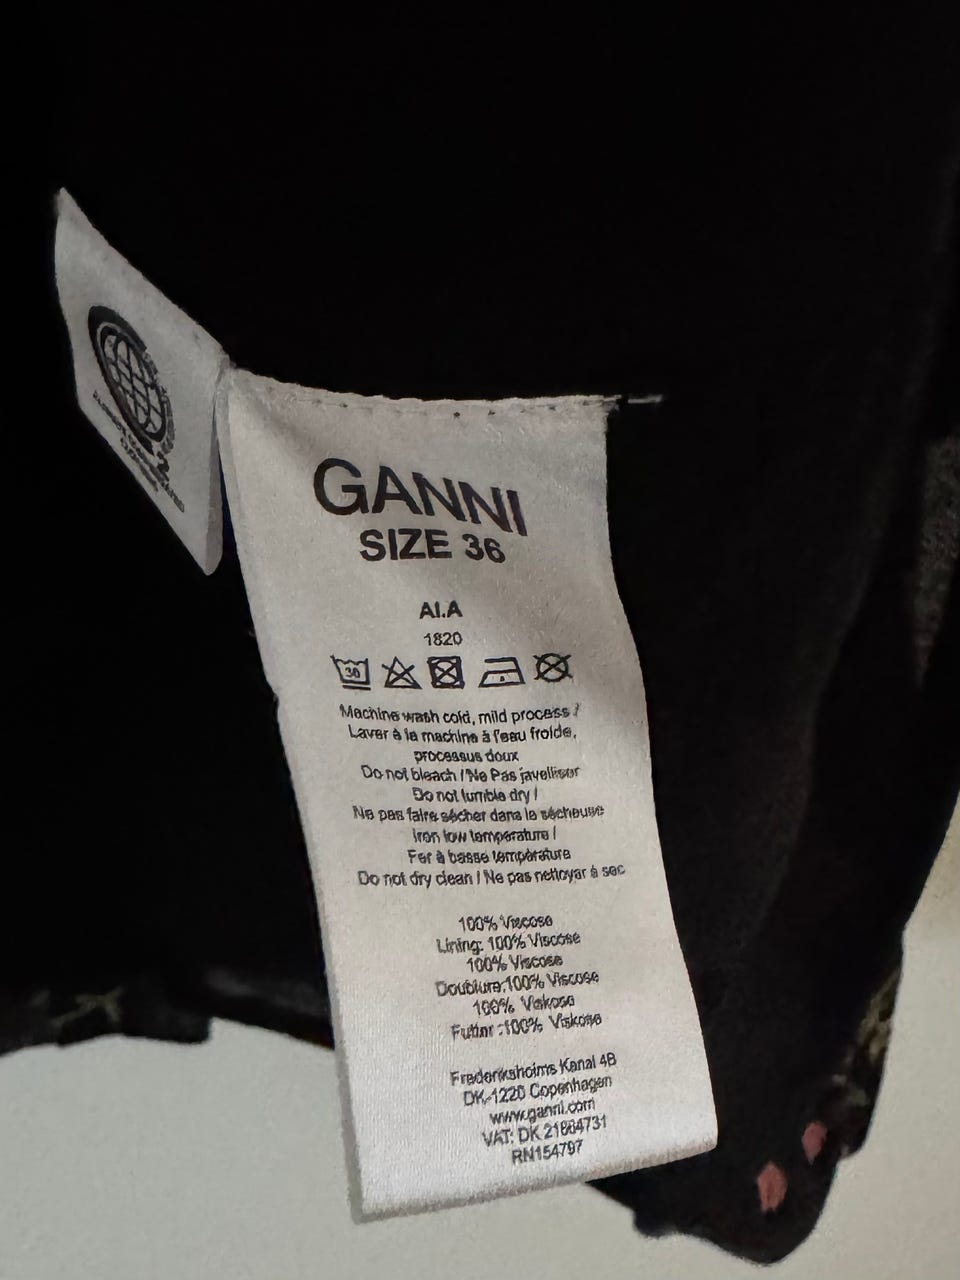 GANNI
SIZE 36
AI.A
1820
30
Machine wash cold, mild process /
Laver à la machine à l'eau froide,
processus doux
Do not bleach / Ne Pas javelliser
Do not tumble dry /
Ne pas faire sécher dans la sécheuse
Iron low temperature /
Fer à basse température
Do not dry clean / Ne pas nettoyer à sec
100% Viscose
Lining: 100% Viscose
100% Viscose
Doublure:100% Viscose
100% Viskose
Futter :100% Viskose
Frederiksholms Kanal 4B
DK-1220 Copenhagen
www.ganni.com
VAT: DK 21884731
RN154797